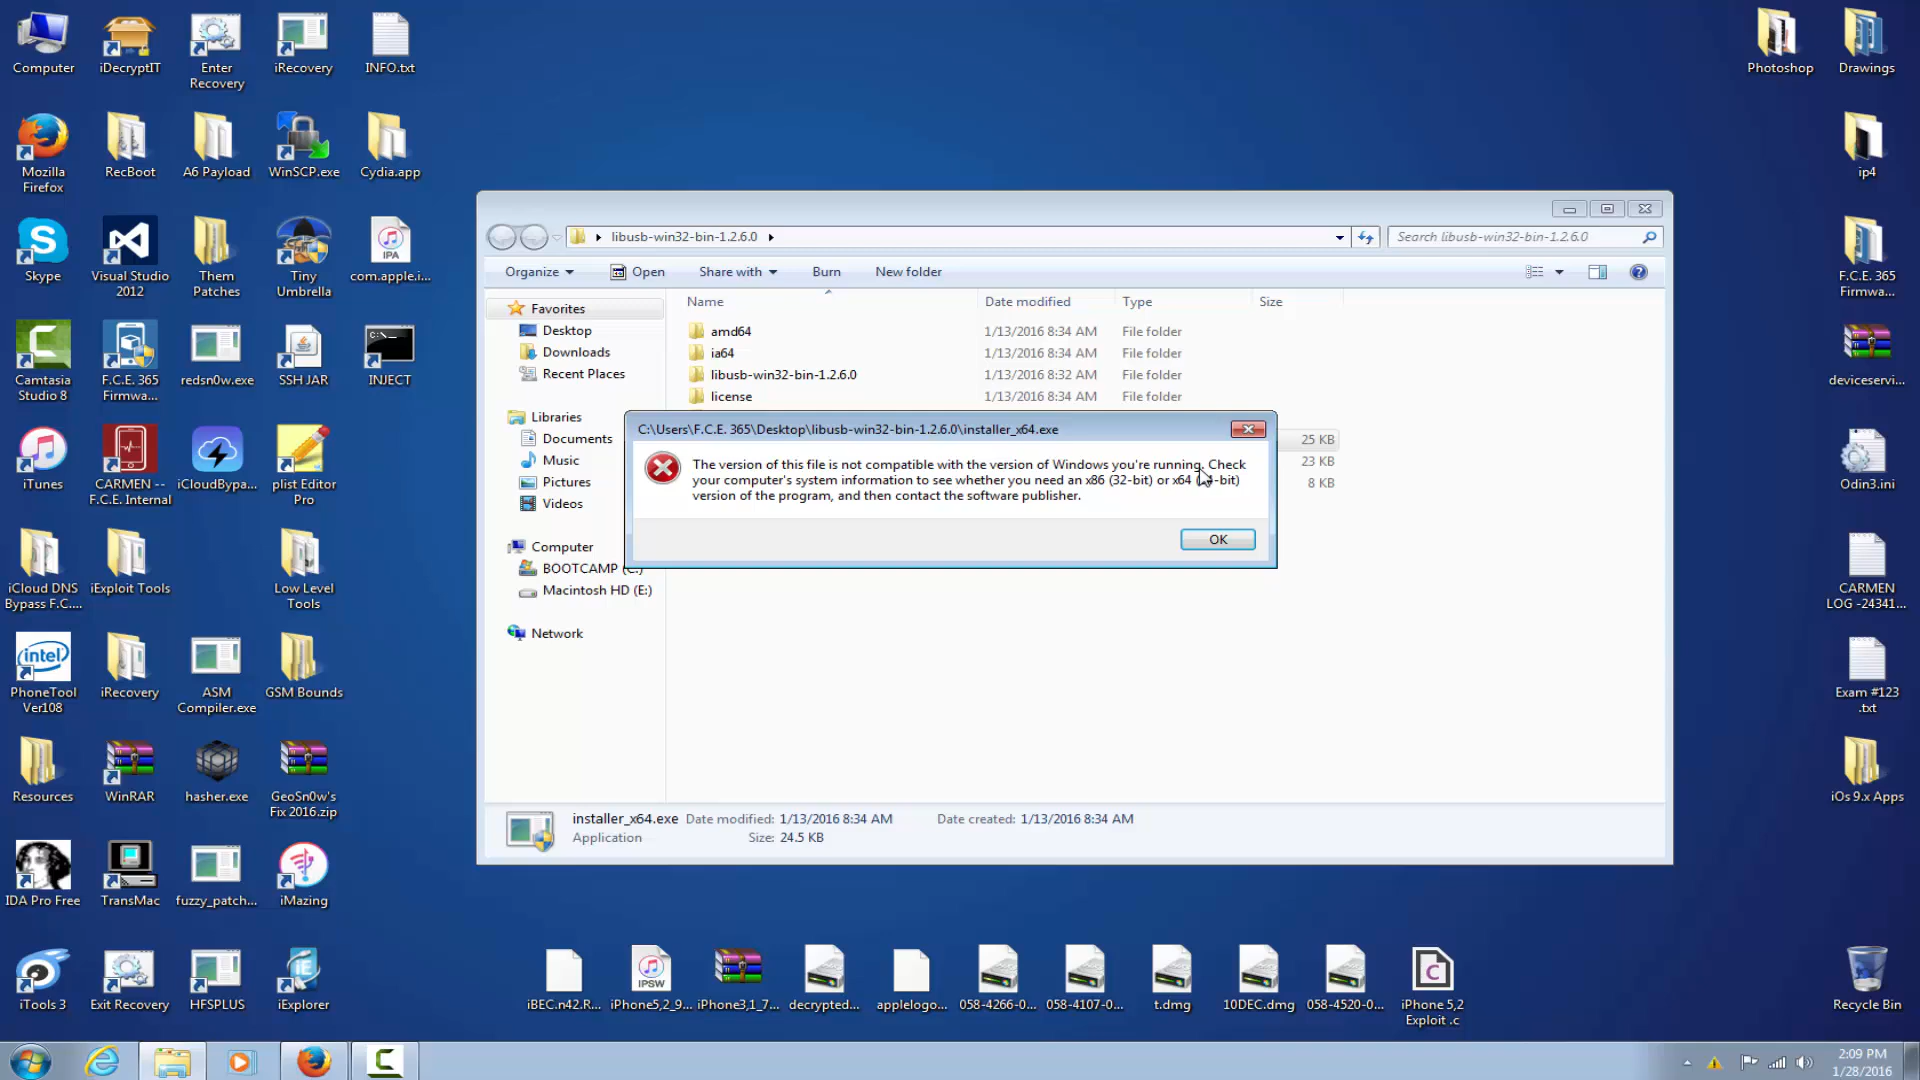 Computer
iDecryptIT
Enter
Recovery
iRecovery
INFO.txt
Photoshop
Drawings
Mozilla
Firefox
RecBoot
A6 Payload
WinSCP.exe
Cydia.app
ip4
Skype
Visual Studio
2012
Them
Patches
Tiny
Umbrella
IPA
com.apple.i...
F.C.E. 365
Firmwa...
Camtasia
Studio 8
F.C.E. 365
Firmwa...
redsn0w.exe
SSH JAR
C:\_
INJECT
deviceservi...
iTunes
CARMEN --
F.C.E. Internal
iCloudBypa...
plist Editor
Pro
Odin3.ini
iCloud DNS
Bypass F.C....
iExploit Tools
Low Level
Tools
CARMEN
LOG -24341...
intel
PhoneTool
Ver108
iRecovery
ASM
Compiler.exe
GSM Bounds
Exam #123
.txt
Resources
WinRAR
hasher.exe
GeoSn0w's
Fix 2016.zip
iOs 9.x Apps
IDA Pro Free
TransMac
fuzzy_patch...
iMazing
iTools 3
Exit Recovery
HFSPLUS
iE
iExplorer
iBEC.n42.R...
IPSW
iPhone5,2_9...
iPhone3,1_7...
decrypted...
applelogo...
058-4266-0...
058-4107-0...
t.dmg
10DEC.dmg
058-4520-0...
C
iPhone 5,2
Exploit .c
Recycle Bin
libusb-win32-bin-1.2.6.0
Search libusb-win32-bin-1.2.6.0
Organize
Open
Share with
Burn
New folder
Name
Date modified
Type
Size
Favorites
Desktop
Downloads
Recent Places
Libraries
Documents
Music
Pictures
Videos
Computer
BOOTCAMP (C:)
Macintosh HD (E:)
Network
amd64 1/13/2016 8:34 AM File folder
ia64 1/13/2016 8:34 AM File folder
libusb-win32-bin-1.2.6.0 1/13/2016 8:32 AM File folder
license 1/13/2016 8:34 AM File folder
25 KB
23 KB
8 KB
C:\Users\F.C.E. 365\Desktop\libusb-win32-bin-1.2.6.0\installer_x64.exe
The version of this file is not compatible with the version of Windows you're running. Check
your computer's system information to see whether you need an x86 (32-bit) or x64 -bit)
version of the program, and then contact the software publisher.
OK
installer_x64.exe Date modified: 1/13/2016 8:34 AM Date created: 1/13/2016 8:34 AM
Application Size: 24.5 KB
2:09 PM
1/28/2016